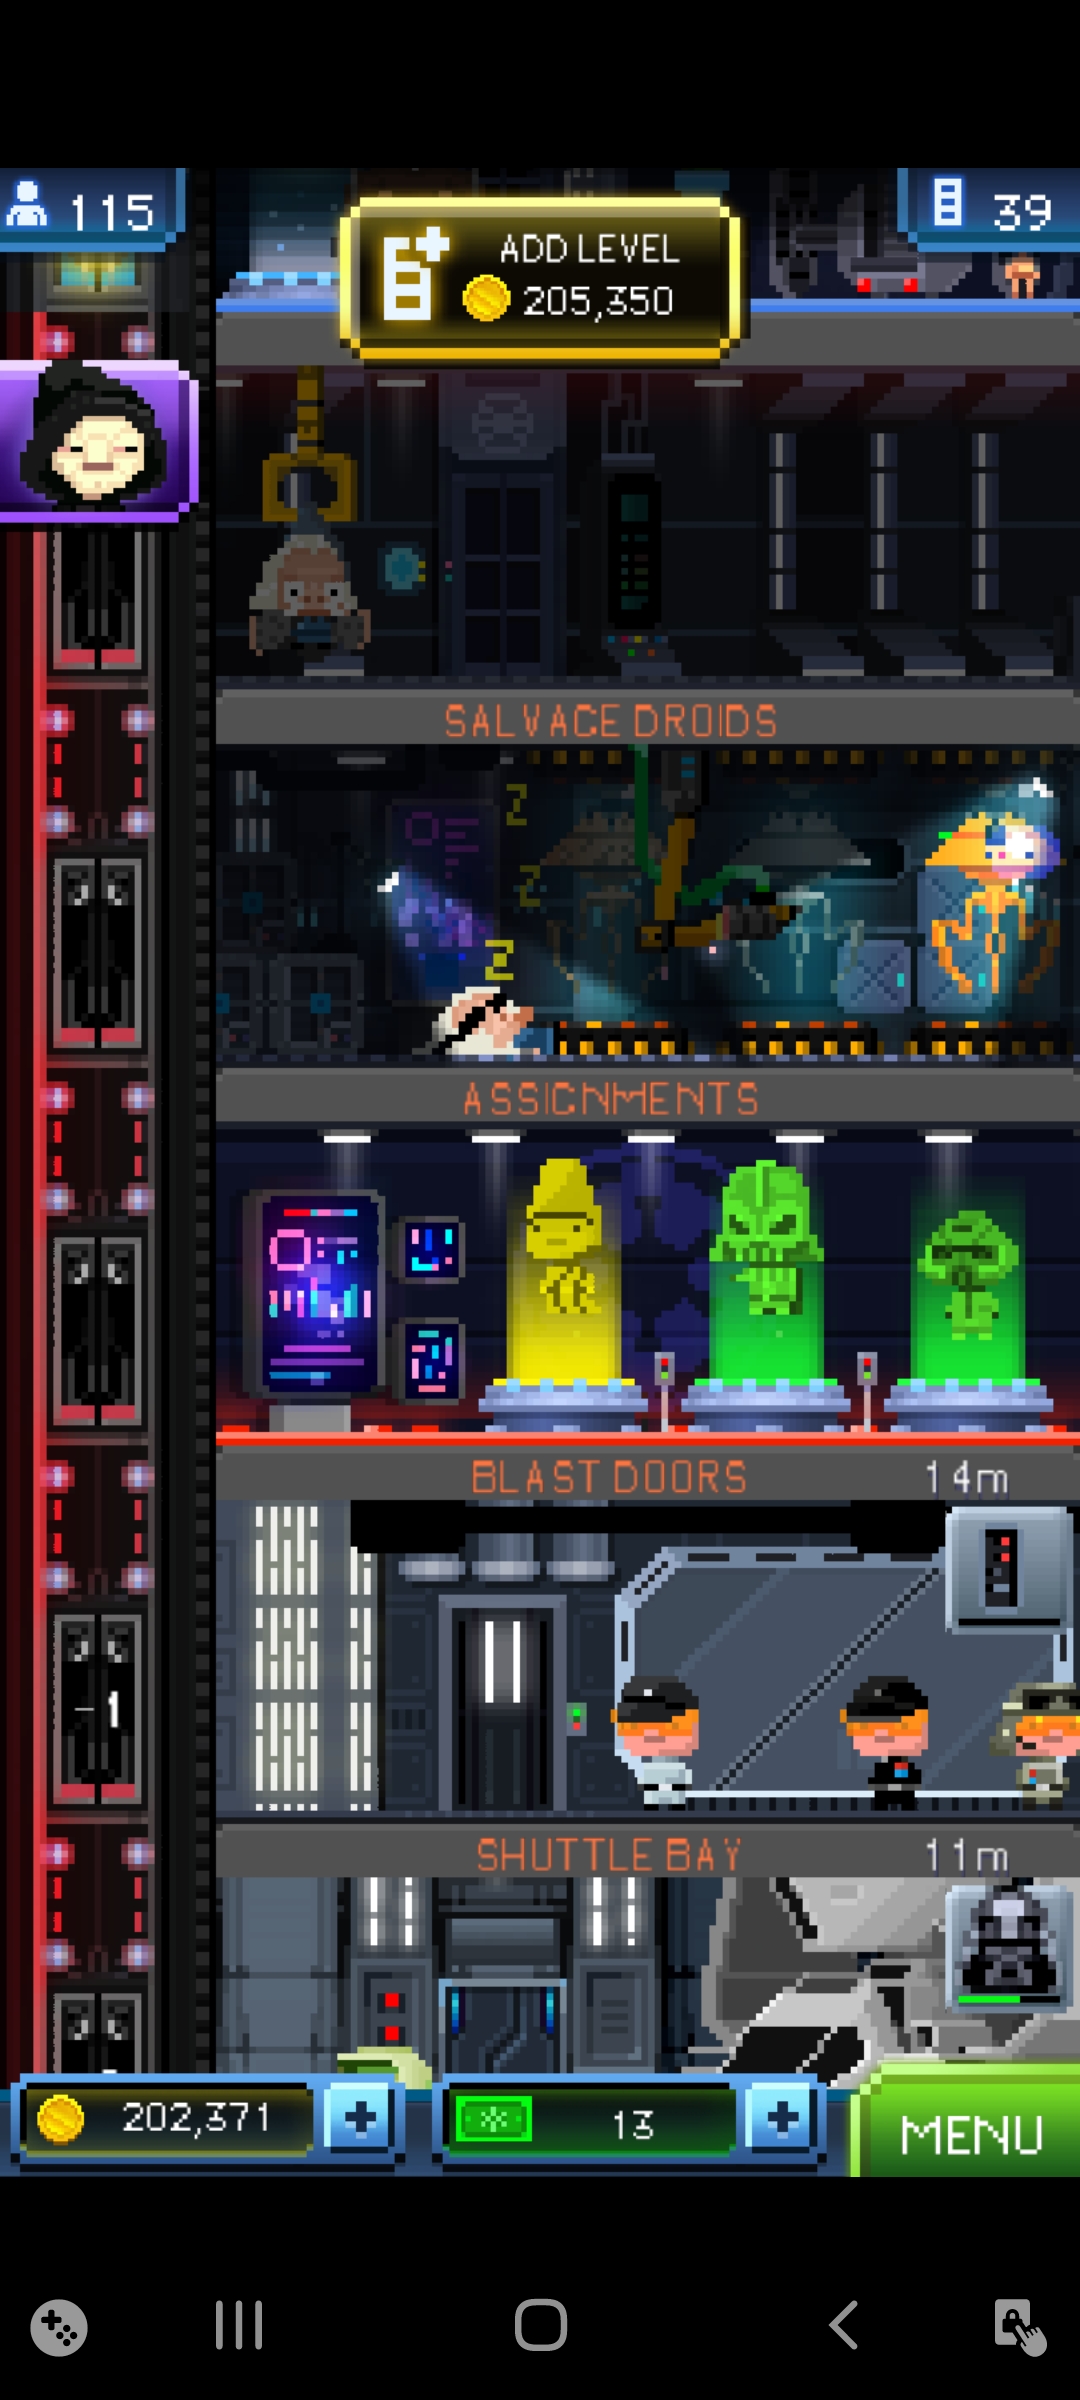 115
ADD LEVEL
205,350
39
SALVAGE DROIDS
Z
Z
Z
ASSIGNMENTS
BLAST DOORS 14m
-1
SHUTTLE BAY 11m
202,371 + 13 + MENU